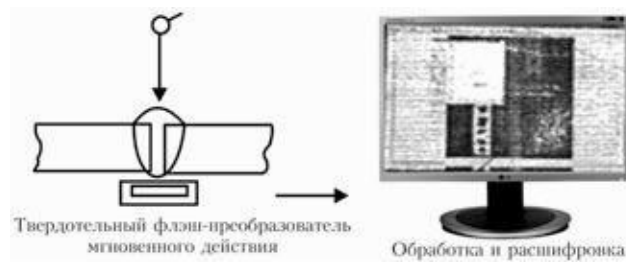 Твердотельный флэш-преобразователь
мгновенного действия
Обработка и расшифровка